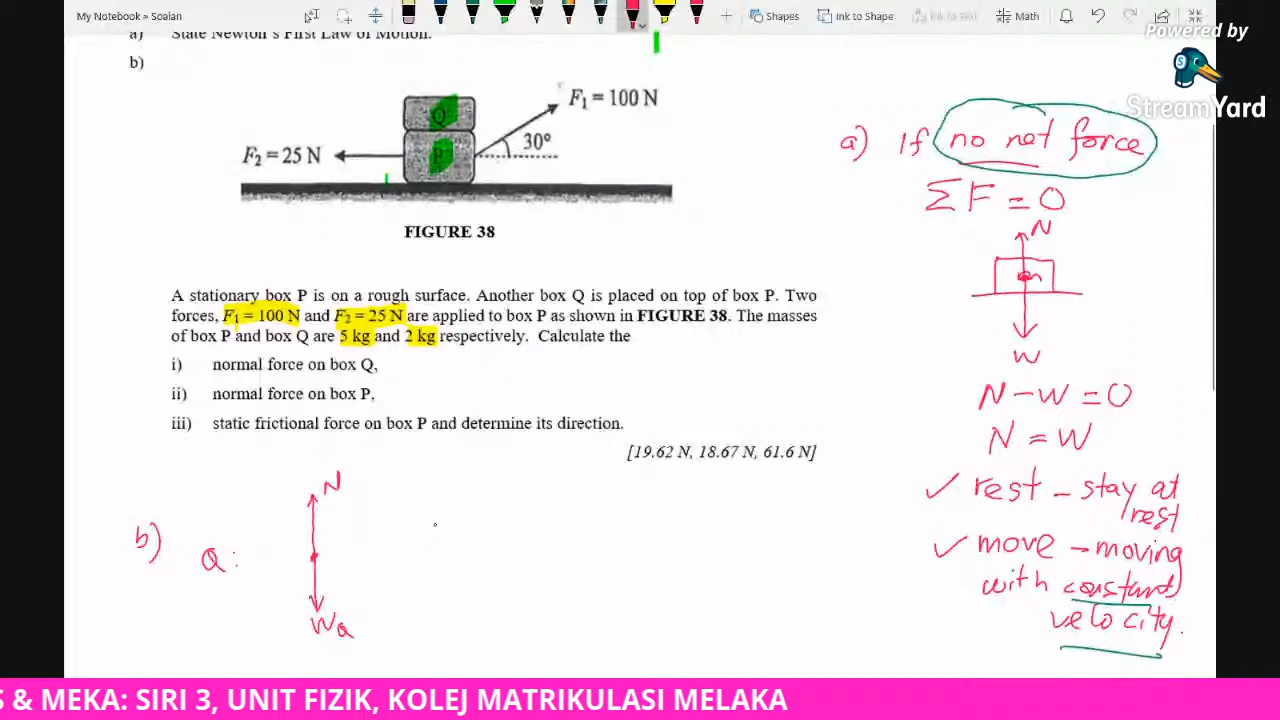 My Notebook » Soalan
Shapes
Ink to Shape
Ink to Text
Math
Powered by
StreamYard
a) State Newton's First Law of Motion.
b)
Q
P
F₁ = 100 N
30°
F₂ = 25 N
FIGURE 38
A stationary box P is on a rough surface. Another box Q is placed on top of box P. Two
forces, F₁ = 100 N and F₂ = 25 N are applied to box P as shown in FIGURE 38. The masses
of box P and box Q are 5 kg and 2 kg respectively. Calculate the
i) normal force on box Q,
ii) normal force on box P,
iii) static frictional force on box P and determine its direction.
[19.62 N, 18.67 N, 61.6 N]
b) Q:
N
W_Q
a) If no net force
ΣF = 0
N
m
W
N - W = 0
N = W
✓ rest - stay at
rest
✓ move - moving
with constant
velocity.
S & MEKA: SIRI 3, UNIT FIZIK, KOLEJ MATRIKULASI MELAKA